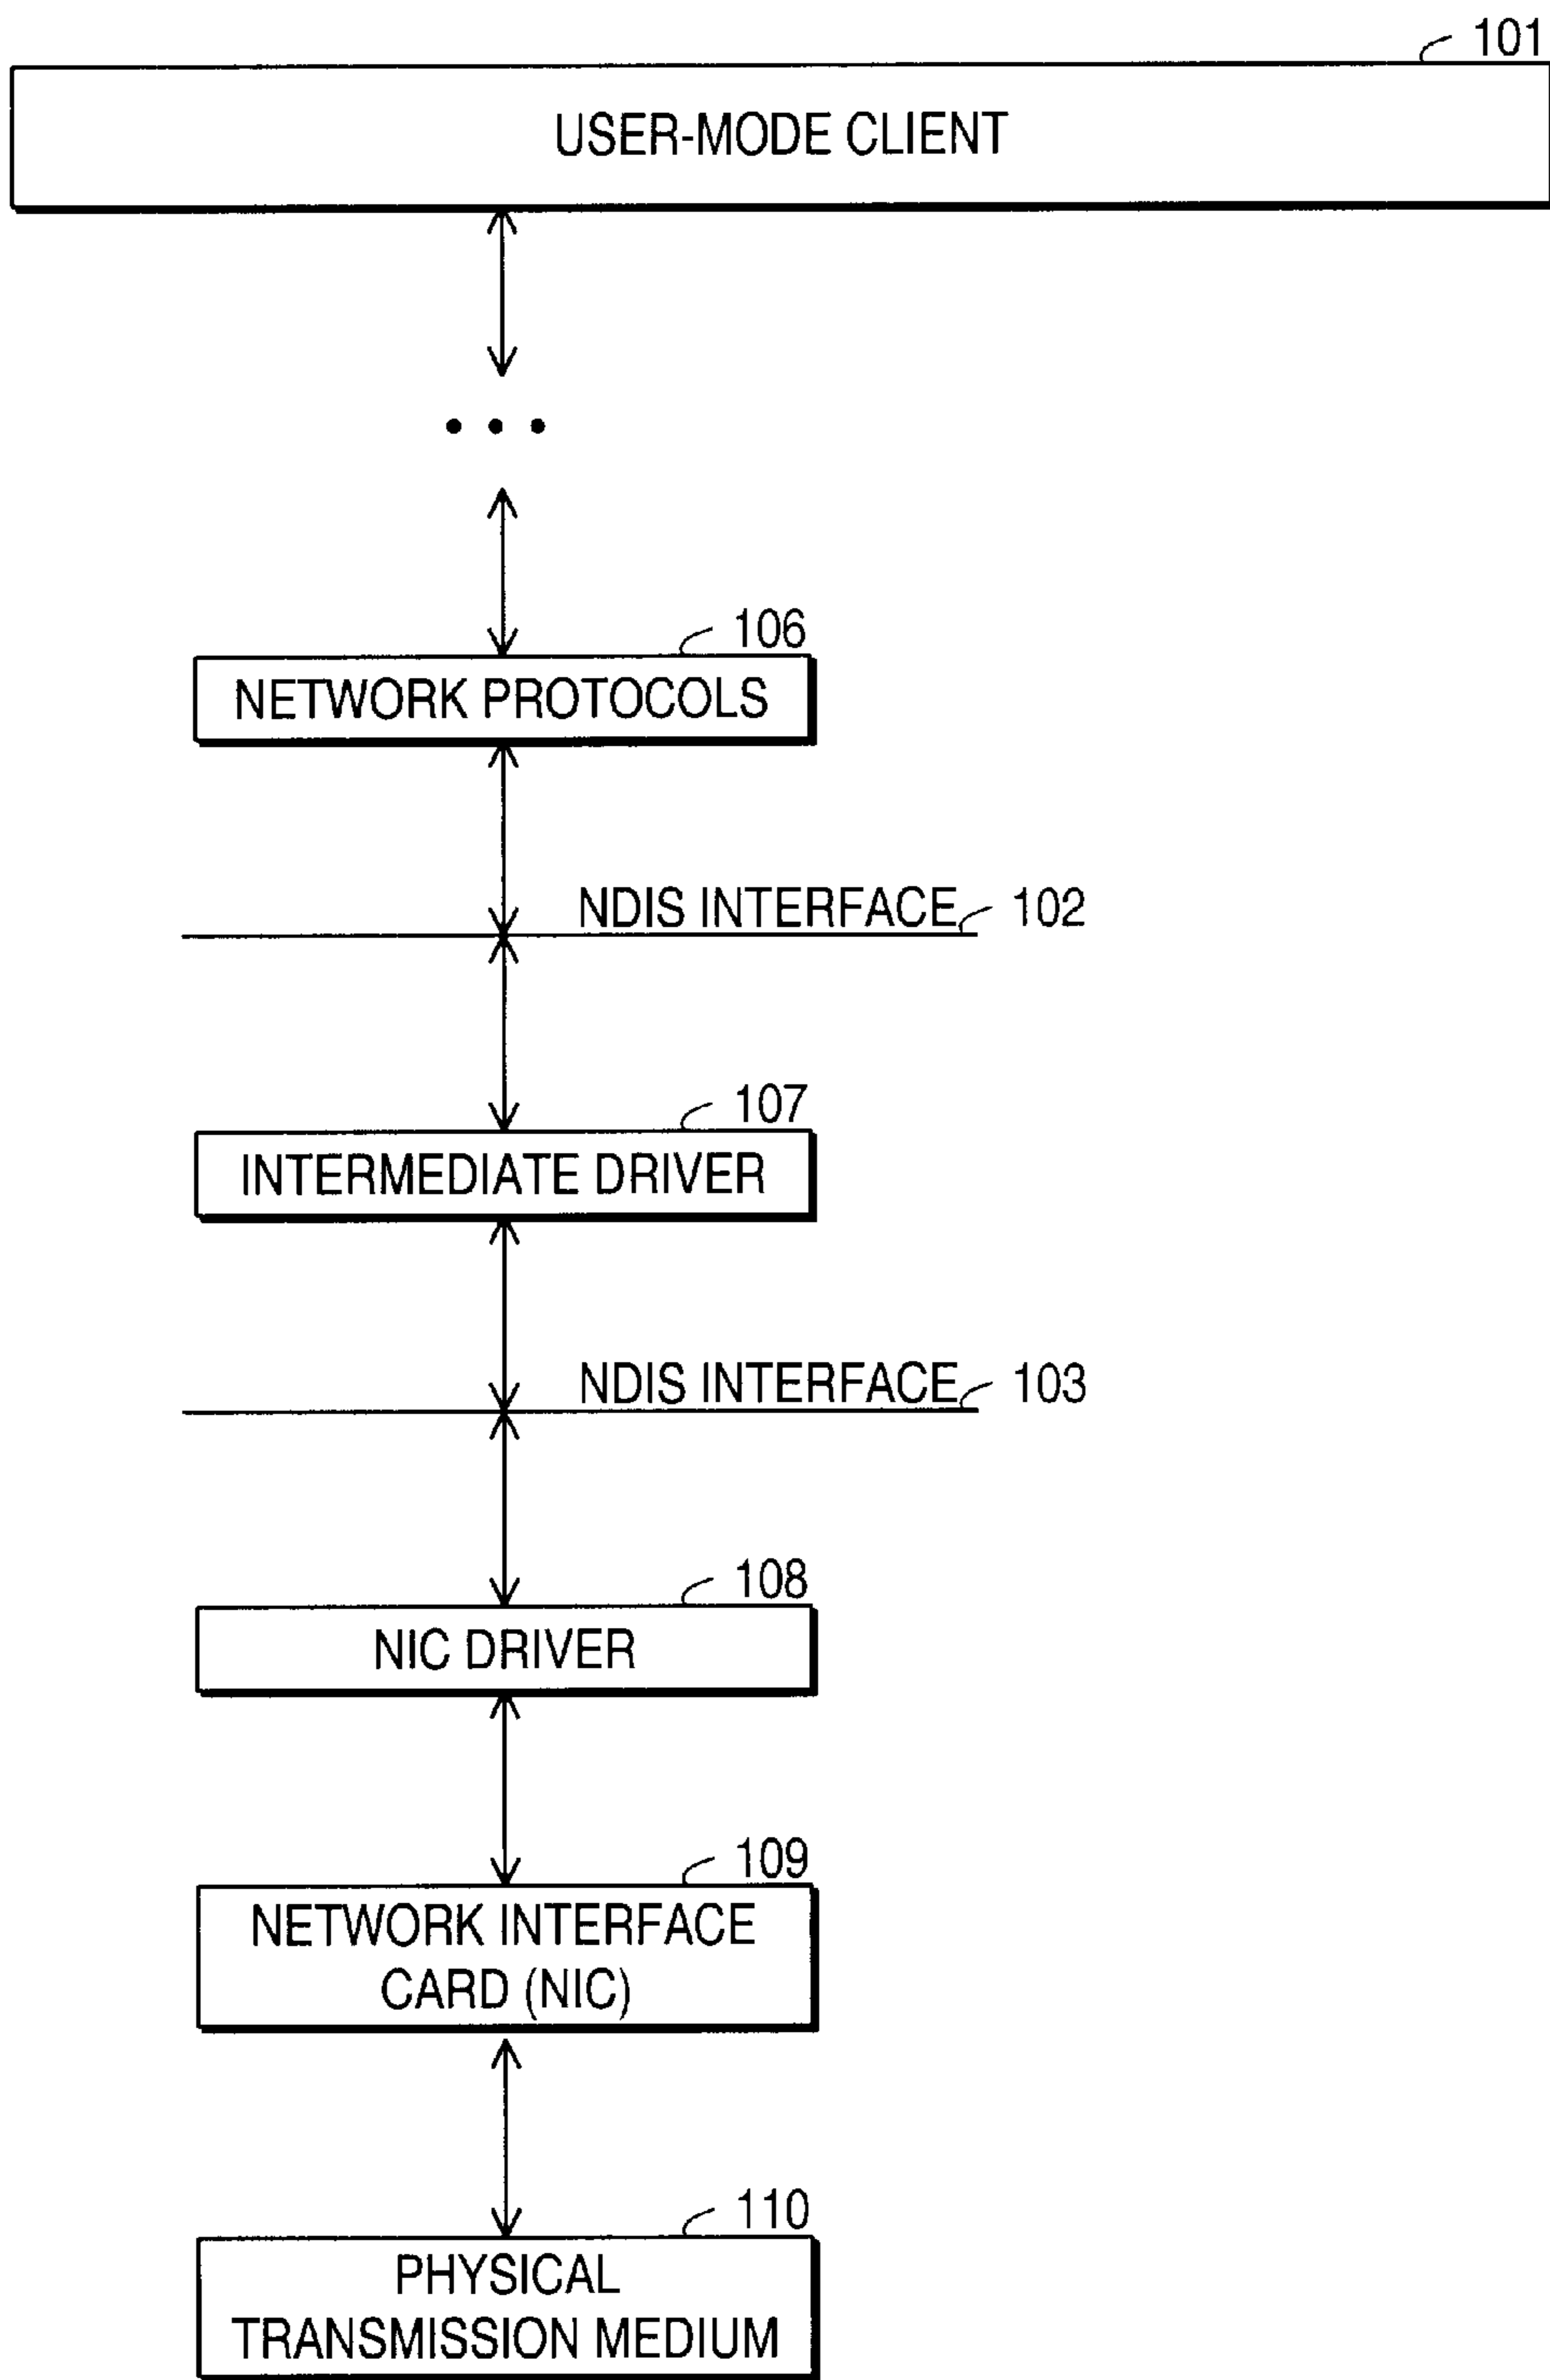 101
USER-MODE CLIENT
• • •
106
NETWORK PROTOCOLS
NDIS INTERFACE 102
107
INTERMEDIATE DRIVER
NDIS INTERFACE 103
108
NIC DRIVER
109
NETWORK INTERFACE
CARD (NIC)
110
PHYSICAL
TRANSMISSION MEDIUM